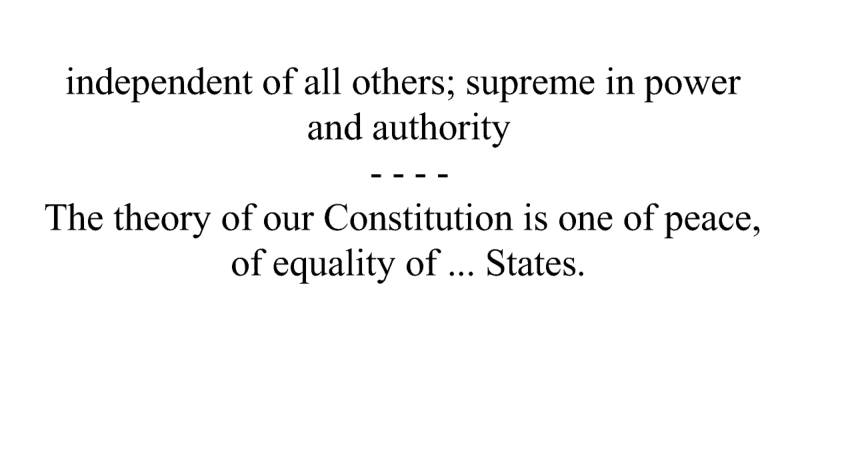 independent of all others; supreme in power
and authority
- - - -
The theory of our Constitution is one of peace,
of equality of ... States.